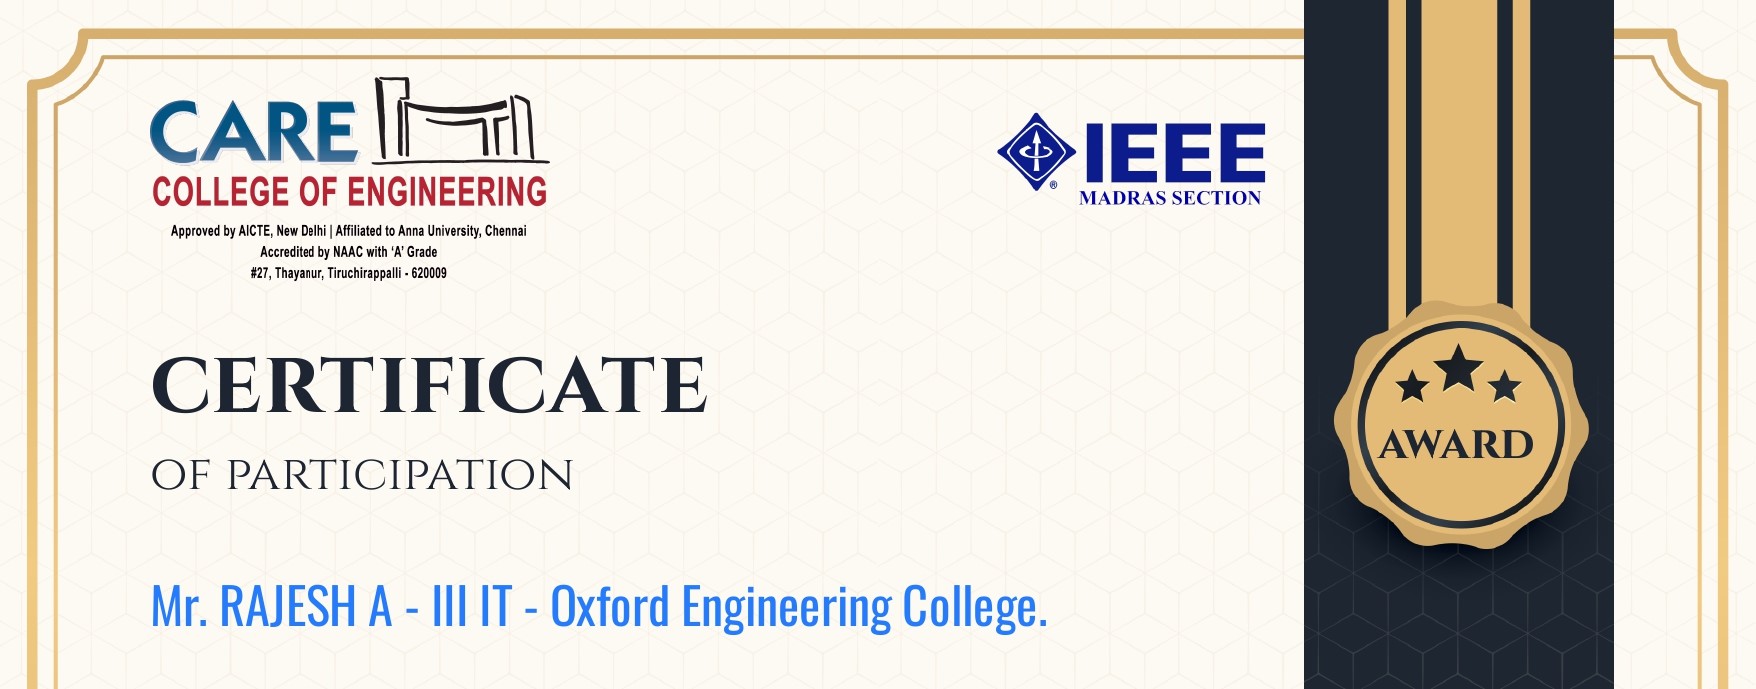 CARE
COLLEGE OF ENGINEERING
Approved by AICTE, New Delhi | Affiliated to Anna University, Chennai
Accredited by NAAC with ‘A’ Grade
#27, Thayanur, Tiruchirappalli - 620009
IEEE
®
MADRAS SECTION
CERTIFICATE
OF PARTICIPATION
AWARD
Mr. RAJESH A - III IT - Oxford Engineering College.